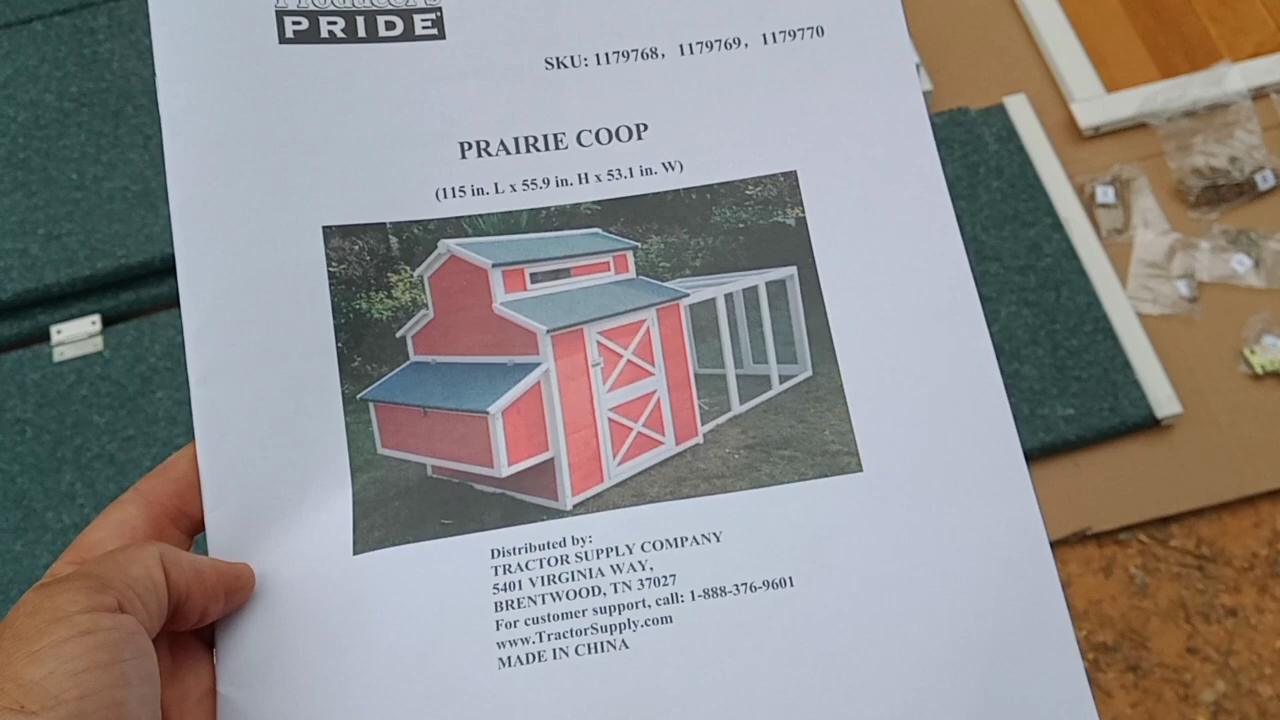 Producer's
PRIDE
SKU: 1179768, 1179769, 1179770
PRAIRIE COOP
(115 in. L x 55.9 in. H x 53.1 in. W)
Distributed by:
TRACTOR SUPPLY COMPANY
5401 VIRGINIA WAY,
BRENTWOOD, TN 37027
For customer support, call: 1-888-376-9601
www.TractorSupply.com
MADE IN CHINA